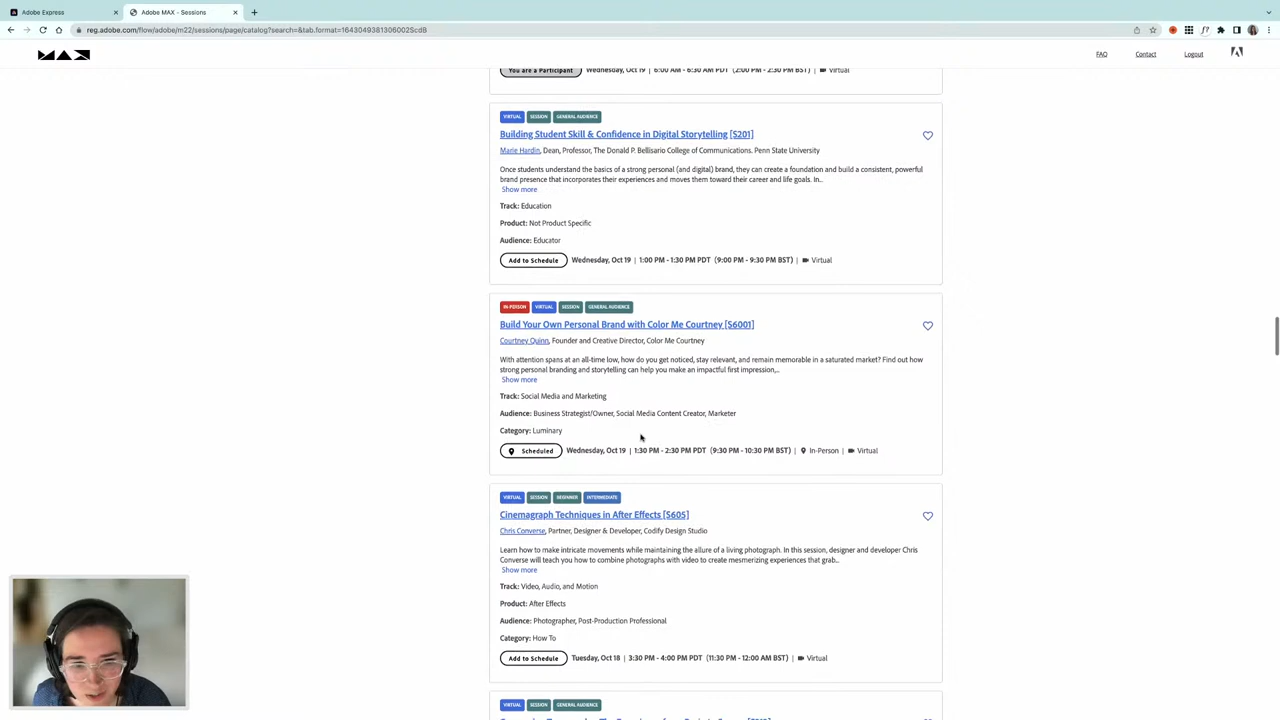 Adobe Express
Adobe MAX - Sessions
reg.adobe.com/flow/adobe/m22/sessions/page/catalog?search=&tab.format=1643049381306002ScdB
MAX
FAQ
Contact
Logout
You are a Participant
Wednesday, Oct 19 | 6:00 AM - 6:30 AM PDT (2:00 PM - 2:30 PM BST) | Virtual
VIRTUAL SESSION GENERAL AUDIENCE
Building Student Skill & Confidence in Digital Storytelling [S201]
Marie Hardin, Dean, Professor, The Donald P. Bellisario College of Communications. Penn State University
Once students understand the basics of a strong personal (and digital) brand, they can create a foundation and build a consistent, powerful
brand presence that incorporates their experiences and moves them toward their career and life goals. In...
Show more
Track: Education
Product: Not Product Specific
Audience: Educator
Add to Schedule Wednesday, Oct 19 | 1:00 PM - 1:30 PM PDT (9:00 PM - 9:30 PM BST) | Virtual
IN-PERSON VIRTUAL SESSION GENERAL AUDIENCE
Build Your Own Personal Brand with Color Me Courtney [S6001]
Courtney Quinn, Founder and Creative Director, Color Me Courtney
With attention spans at an all-time low, how do you get noticed, stay relevant, and remain memorable in a saturated market? Find out how
strong personal branding and storytelling can help you make an impactful first impression,...
Show more
Track: Social Media and Marketing
Audience: Business Strategist/Owner, Social Media Content Creator, Marketer
Category: Luminary
Scheduled Wednesday, Oct 19 | 1:30 PM - 2:30 PM PDT (9:30 PM - 10:30 PM BST) | In-Person | Virtual
VIRTUAL SESSION BEGINNER INTERMEDIATE
Cinemagraph Techniques in After Effects [S605]
Chris Converse, Partner, Designer & Developer, Codify Design Studio
Learn how to make intricate movements while maintaining the allure of a living photograph. In this session, designer and developer Chris
Converse will teach you how to combine photographs with video to create mesmerizing experiences that grab...
Show more
Track: Video, Audio, and Motion
Product: After Effects
Audience: Photographer, Post-Production Professional
Category: How To
Add to Schedule Tuesday, Oct 18 | 3:30 PM - 4:00 PM PDT (11:30 PM - 12:00 AM BST) | Virtual
VIRTUAL SESSION GENERAL AUDIENCE